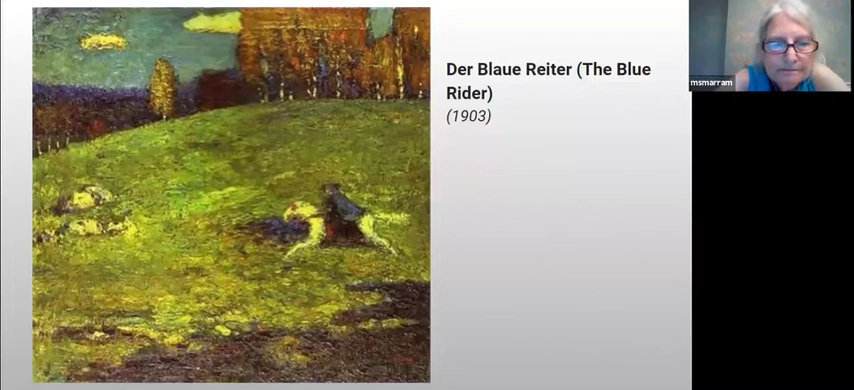 Der Blaue Reiter (The Blue
Rider)
(1903)
msmarram